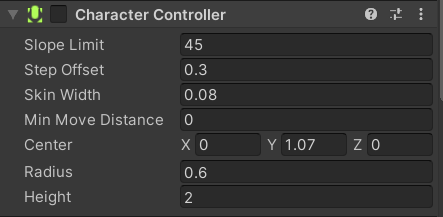 Character Controller
Slope Limit 45
Step Offset 0.3
Skin Width 0.08
Min Move Distance 0
Center X 0 Y 1.07 Z 0
Radius 0.6
Height 2